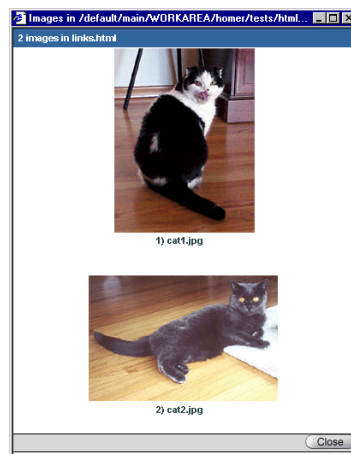 Images in /default/main/WORKAREA/homer/tests/html...
2 images in links.html
1) cat1.jpg
2) cat2.jpg
Close